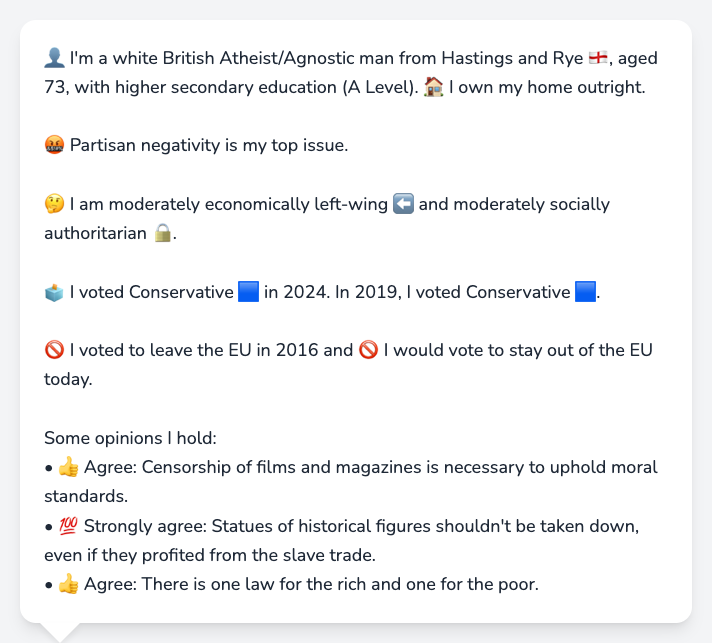 👤 I'm a white British Atheist/Agnostic man from Hastings and Rye 🏴󠁧󠁢󠁥󠁮󠁧󠁿, aged
73, with higher secondary education (A Level). 🏠 I own my home outright.
🤬 Partisan negativity is my top issue.
🤔 I am moderately economically left-wing ⬅️ and moderately socially
authoritarian 🔒.
🗳️ I voted Conservative 🟦 in 2024. In 2019, I voted Conservative 🟦.
🚫 I voted to leave the EU in 2016 and 🚫 I would vote to stay out of the EU
today.
Some opinions I hold:
• 👍 Agree: Censorship of films and magazines is necessary to uphold moral
standards.
• 💯 Strongly agree: Statues of historical figures shouldn't be taken down,
even if they profited from the slave trade.
• 👍 Agree: There is one law for the rich and one for the poor.